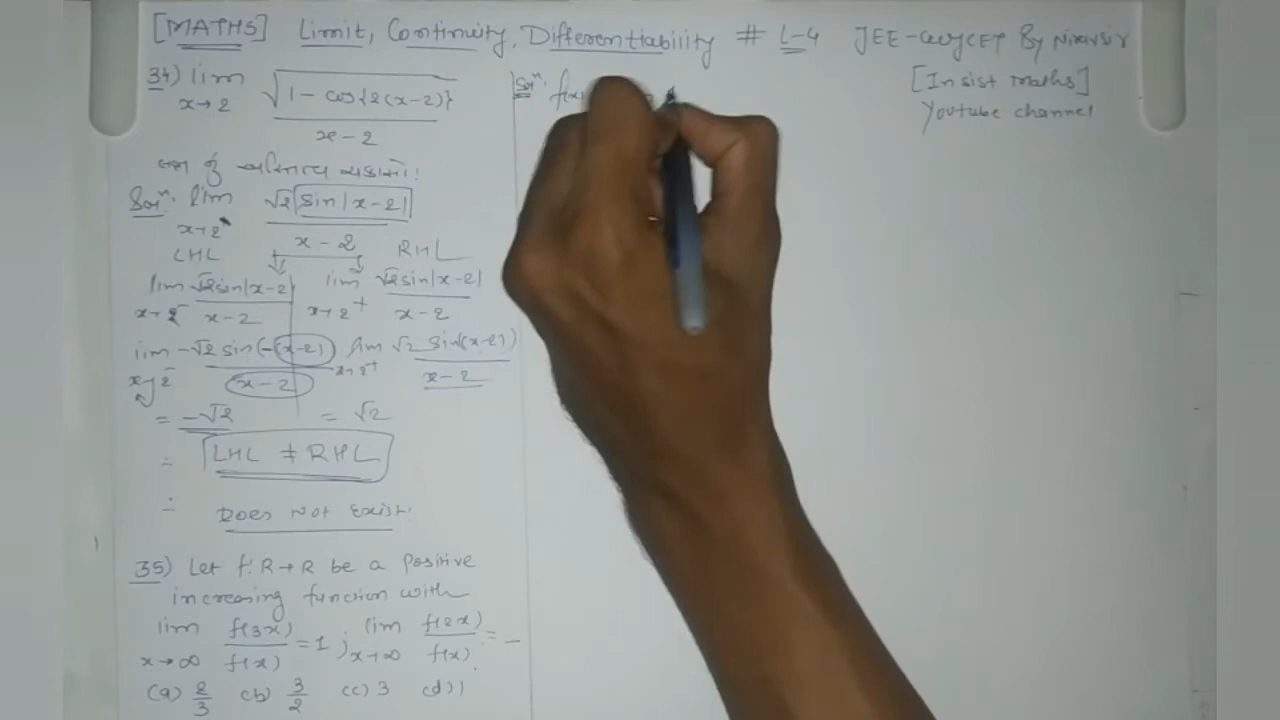 [MATHS] Limit, Continuity, Differentiability # L-4 JEE-GUJCET By
[Insist maths]
Youtube channel
34) lim √1 - cos{2(x-2)}
x→2 x-2
Solⁿ: lim √2 sin|x-2|
x→2 x-2
LHL RHL
lim √2 sin|x-2| lim √2 sin|x-2|
x→2⁻ x-2 x→2⁺ x-2
lim -√2 sin(-(x-2)) lim √2 sin(x-2)
x→2⁻ x-2 x→2⁺ x-2
= -√2 = √2
∴ LHL ≠ RHL
∴ Does Not Exist.
35) Let f: R→R be a positive
increasing function with
lim f(3x) = 1 ; lim f(2x) = _
x→∞ f(x) x→∞ f(x)
(a) 2/3 (b) 3/2 (c) 3 (d) 1
Solⁿ: f(x)